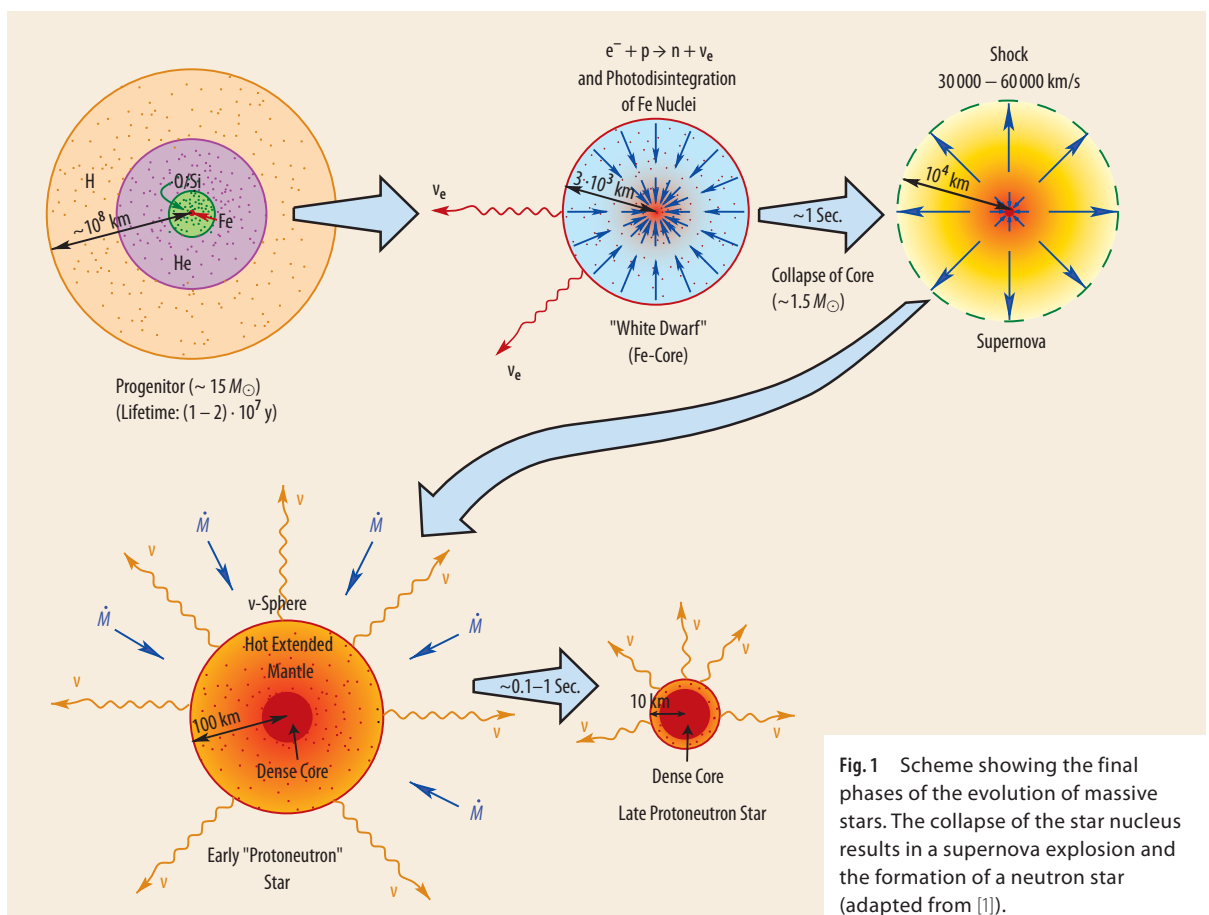 H
O/Si
Fe
~10⁸ km
He
Progenitor (~ 15 M☉)
(Lifetime: (1 – 2) · 10⁷ y)
e⁻ + p → n + νₑ
and Photodisintegration
of Fe Nuclei
νₑ
3·10³ km
νₑ
"White Dwarf"
(Fe-Core)
~1 Sec.
Collapse of Core
(~1.5 M☉)
Shock
30 000 – 60 000 km/s
10⁴ km
Supernova
Ṁ
Ṁ
ν
ν
ν
ν-Sphere
Ṁ
Ṁ
Hot Extended
Mantle
ν
100 km
ν
Dense Core
Ṁ
ν
ν
Early "Protoneutron"
Star
~0.1–1 Sec.
ν
ν
ν
10 km
ν
ν
Dense Core
Late Protoneutron Star
Fig. 1 Scheme showing the final
phases of the evolution of massive
stars. The collapse of the star nucleus
results in a supernova explosion and
the formation of a neutron star
(adapted from [1]).